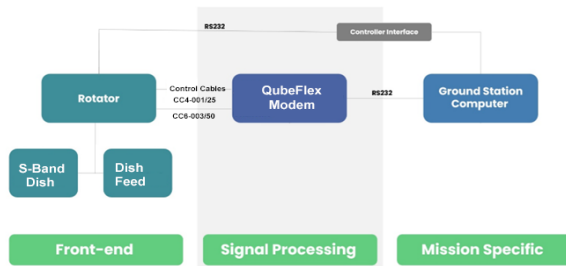 RS232
Controller Interface
Rotator
Control Cables
CC4-001/25
CC6-003/50
QubeFlex
Modem
RS232
Ground Station
Computer
S-Band
Dish
Dish
Feed
Front-end
Signal Processing
Mission Specific